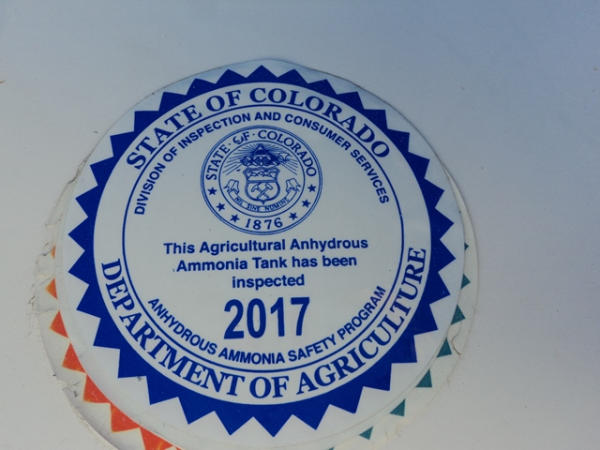 STATE OF COLORADO
DIVISION OF INSPECTION AND CONSUMER SERVICES
STATE · OF · COLORADO
NIL SINE NUMINE
1876
This Agricultural Anhydrous
Ammonia Tank has been
inspected
2017
ANHYDROUS AMMONIA SAFETY PROGRAM
DEPARTMENT OF AGRICULTURE